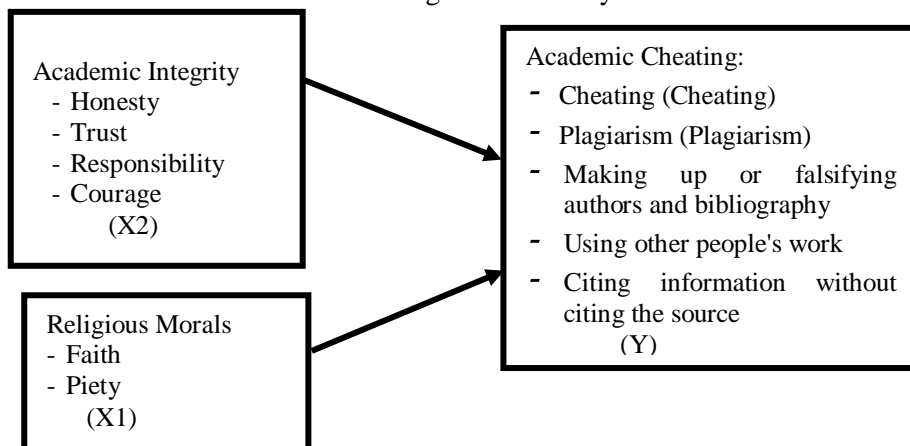 Academic Integrity
- Honesty
- Trust
- Responsibility
- Courage
(X2)
Religious Morals
- Faith
- Piety
(X1)
Academic Cheating:
- Cheating (Cheating)
- Plagiarism (Plagiarism)
- Making up or falsifying
authors and bibliography
- Using other people's work
- Citing information without
citing the source
(Y)